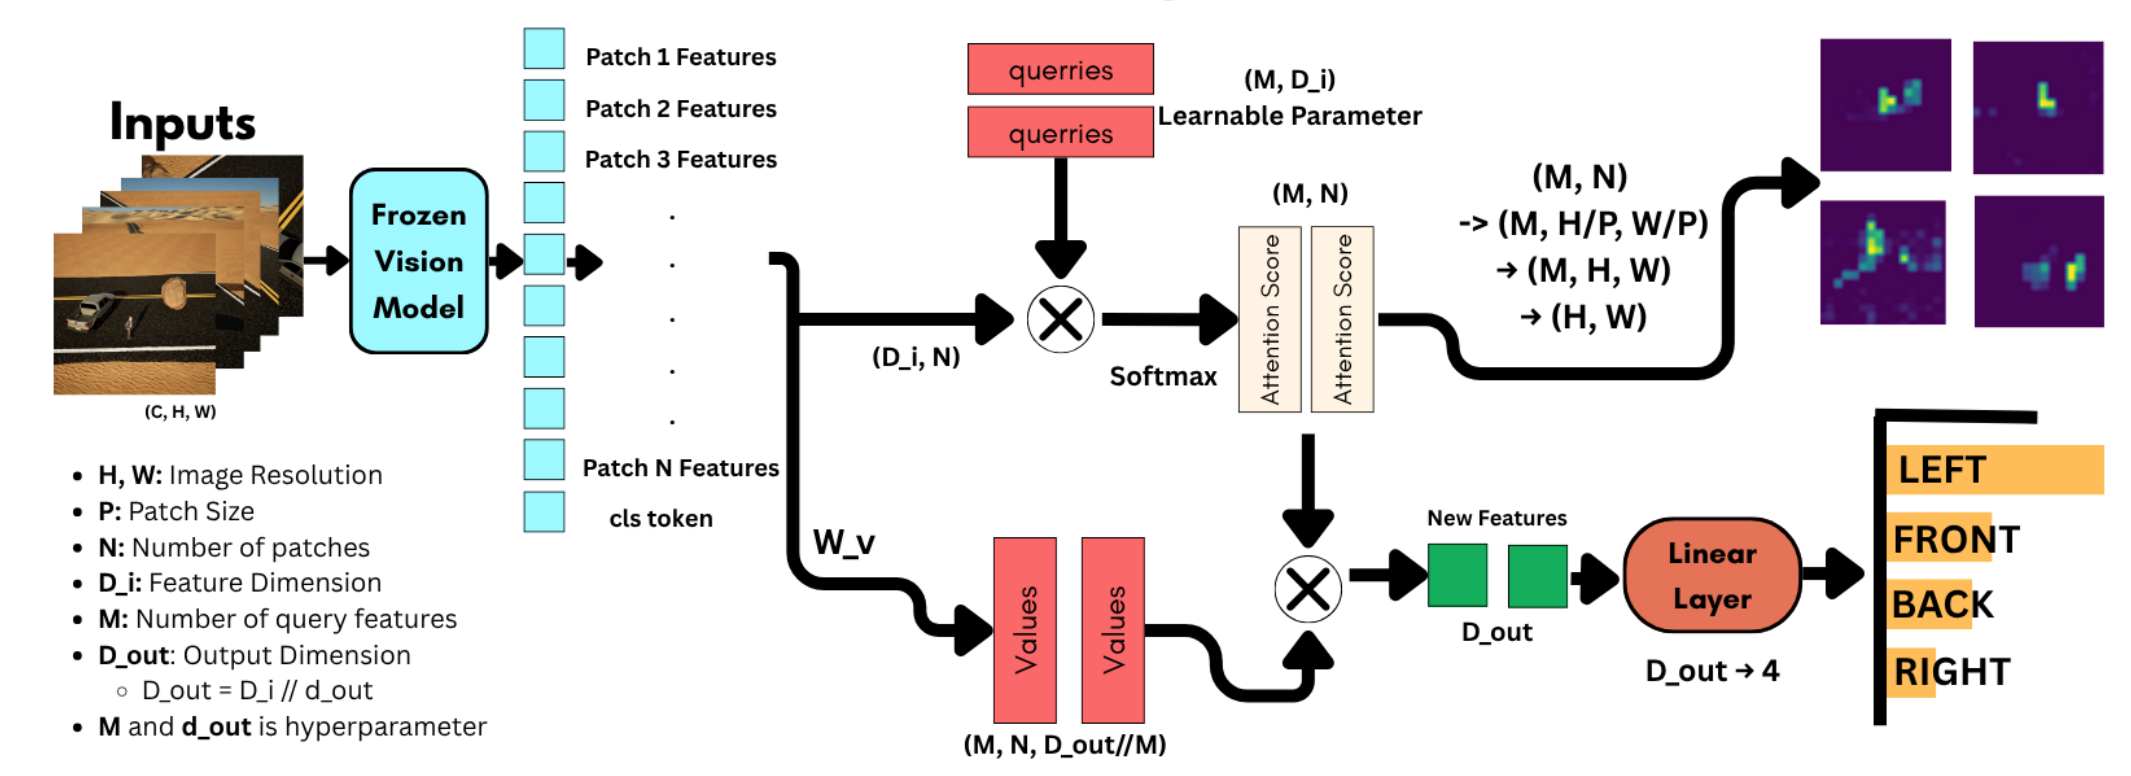 Inputs
(C, H, W)
Frozen
Vision
Model
Patch 1 Features
Patch 2 Features
Patch 3 Features
.
.
.
.
.
Patch N Features
cls token
querries
querries
(M, D_i)
Learnable Parameter
(D_i, N)
Softmax
(M, N)
Attention Score
Attention Score
(M, N)
-> (M, H/P, W/P)
→ (M, H, W)
→ (H, W)
W_v
Values
Values
(M, N, D_out//M)
New Features
D_out
Linear
Layer
D_out → 4
LEFT
FRONT
BACK
RIGHT
• H, W: Image Resolution
• P: Patch Size
• N: Number of patches
• D_i: Feature Dimension
• M: Number of query features
• D_out: Output Dimension
◦ D_out = D_i // d_out
• M and d_out is hyperparameter